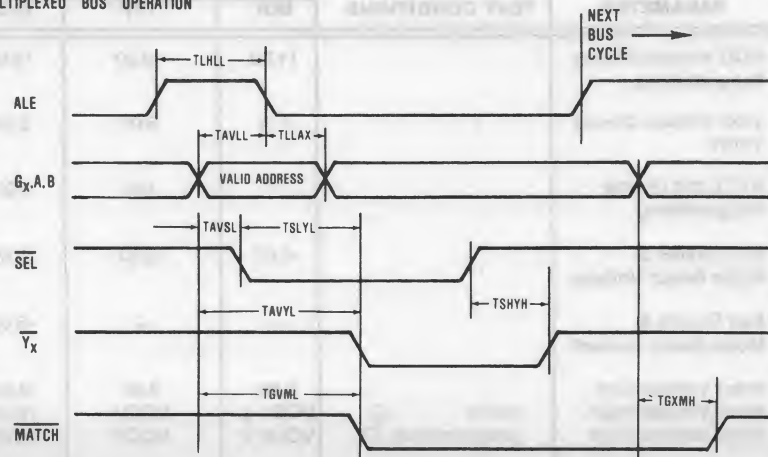 BUS OPERATION
NEXT
BUS
CYCLE
TLHLL
ALE
TAVLL
TLLAX
GX,A,B
VALID ADDRESS
TAVSL
TSLYL
SEL
TAVYL
TSHYH
YX
TGVML
TGXMH
MATCH